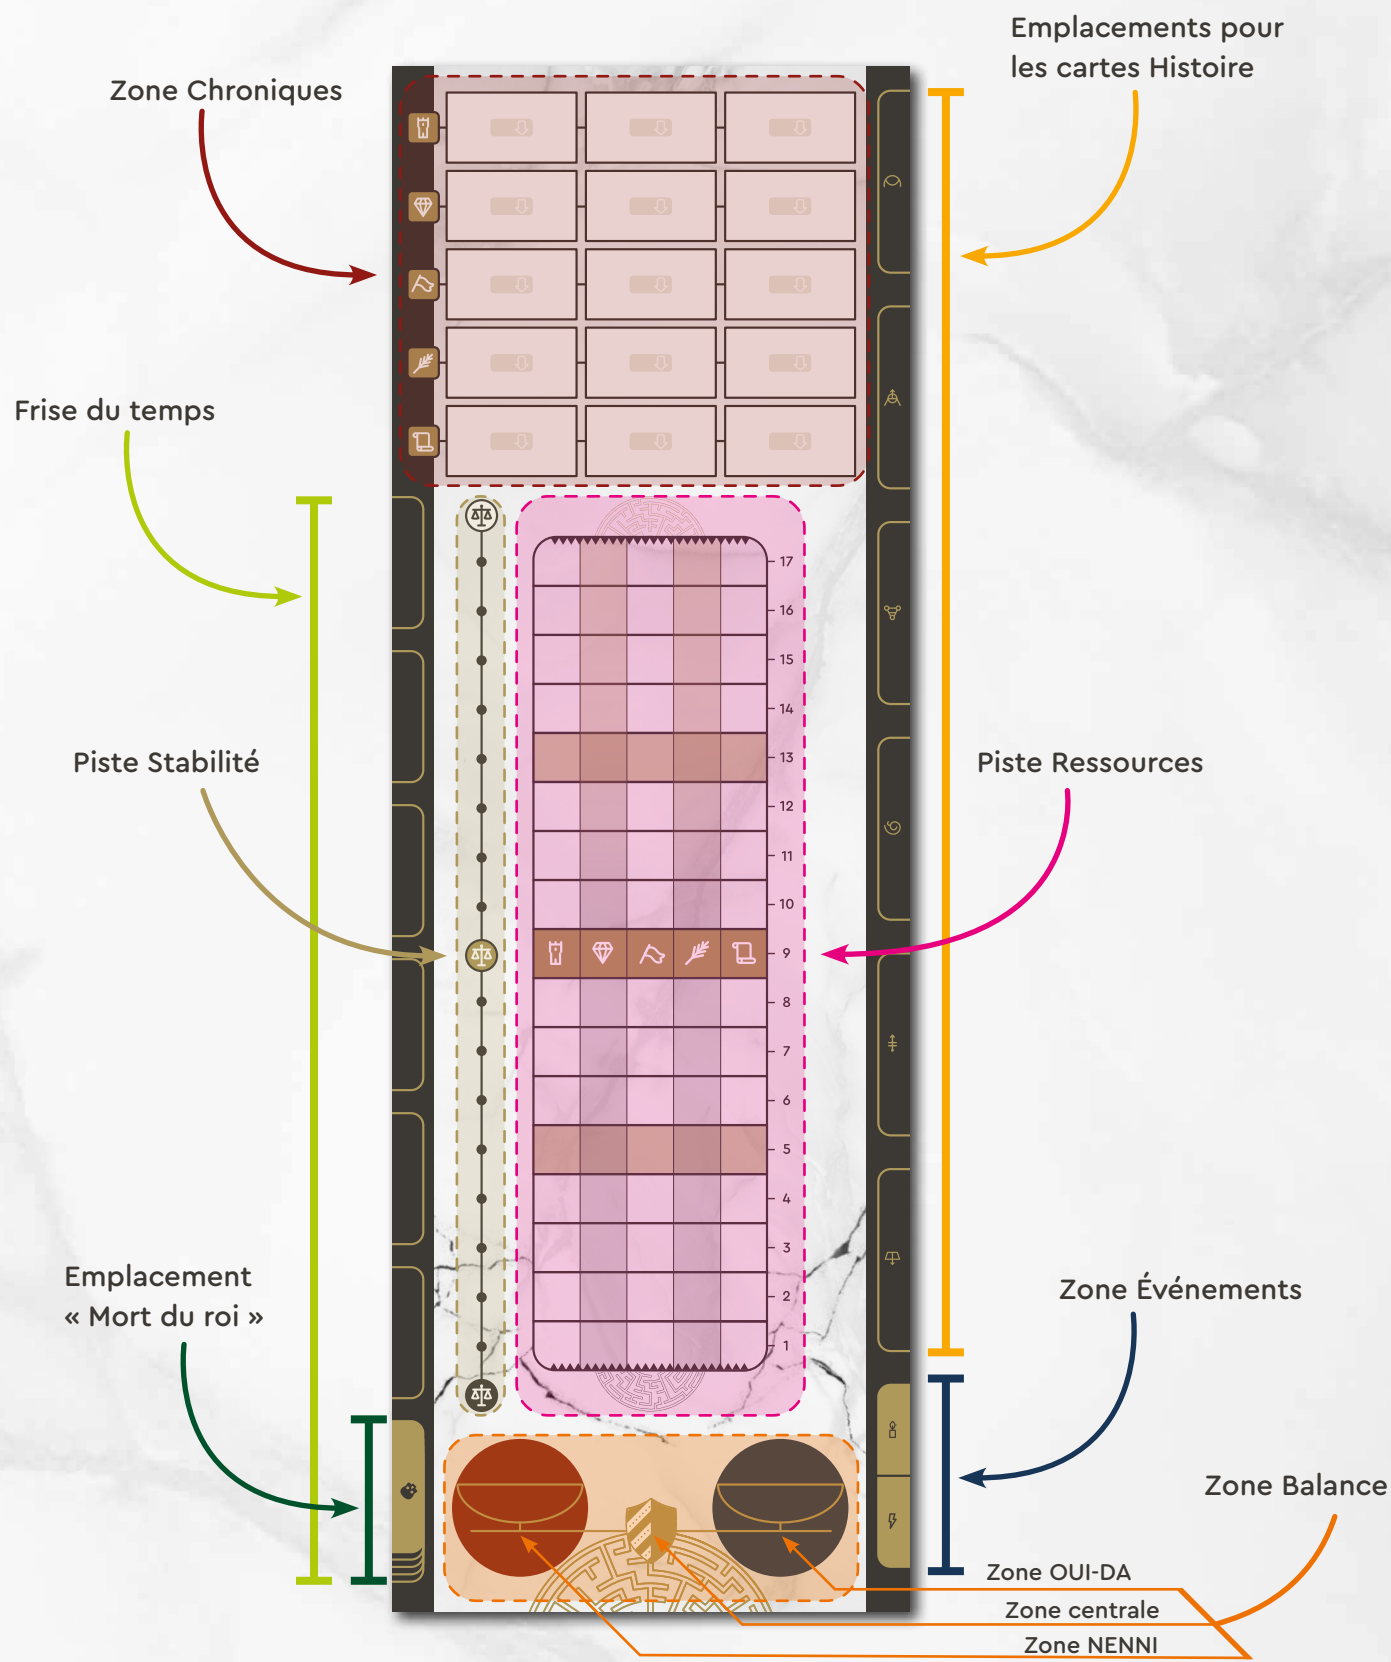 Emplacements pour
les cartes Histoire
Zone Chroniques
Frise du temps
17
16
15
14
Piste Stabilité
Piste Ressources
13
12
11
10
9
8
7
6
5
4
3
2
1
Emplacement
« Mort du roi »
Zone Événements
Zone Balance
Zone OUI-DA
Zone centrale
Zone NENNI